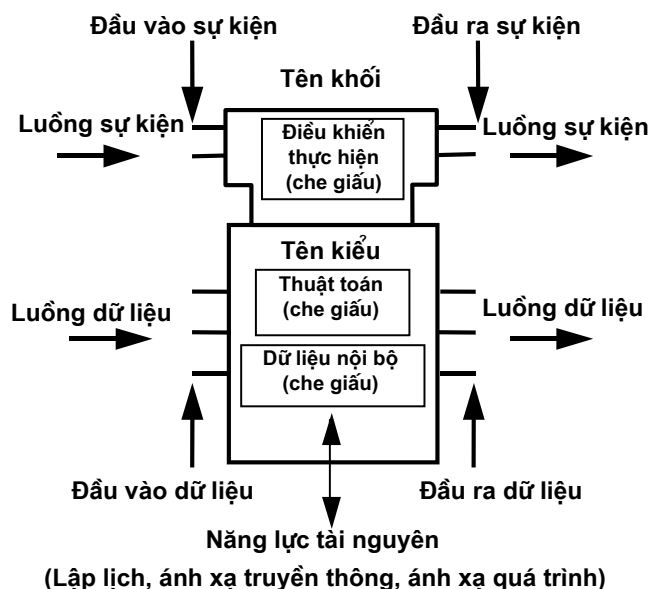 Đầu vào sự kiện
Đầu ra sự kiện
Tên khối
Luồng sự kiện
Điều khiển
thực hiện
(che giấu)
Luồng sự kiện
Tên kiểu
Thuật toán
(che giấu)
Luồng dữ liệu
Luồng dữ liệu
Dữ liệu nội bộ
(che giấu)
Đầu vào dữ liệu
Đầu ra dữ liệu
Năng lực tài nguyên
(Lập lịch, ánh xạ truyền thông, ánh xạ quá trình)